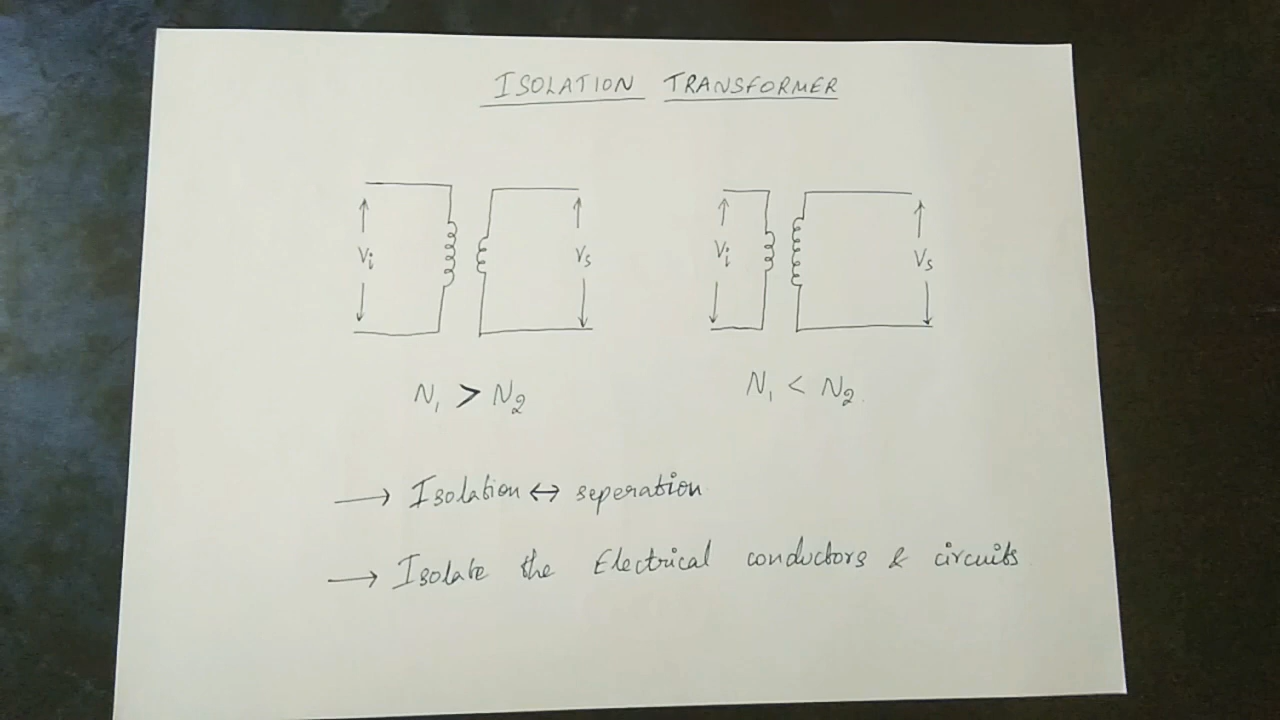 ISOLATION TRANSFORMER
Vi Vs Vi Vs
N1 > N2 N1 < N2
→ Isolation ↔ seperation
→ Isolate the Electrical conductors & circuits